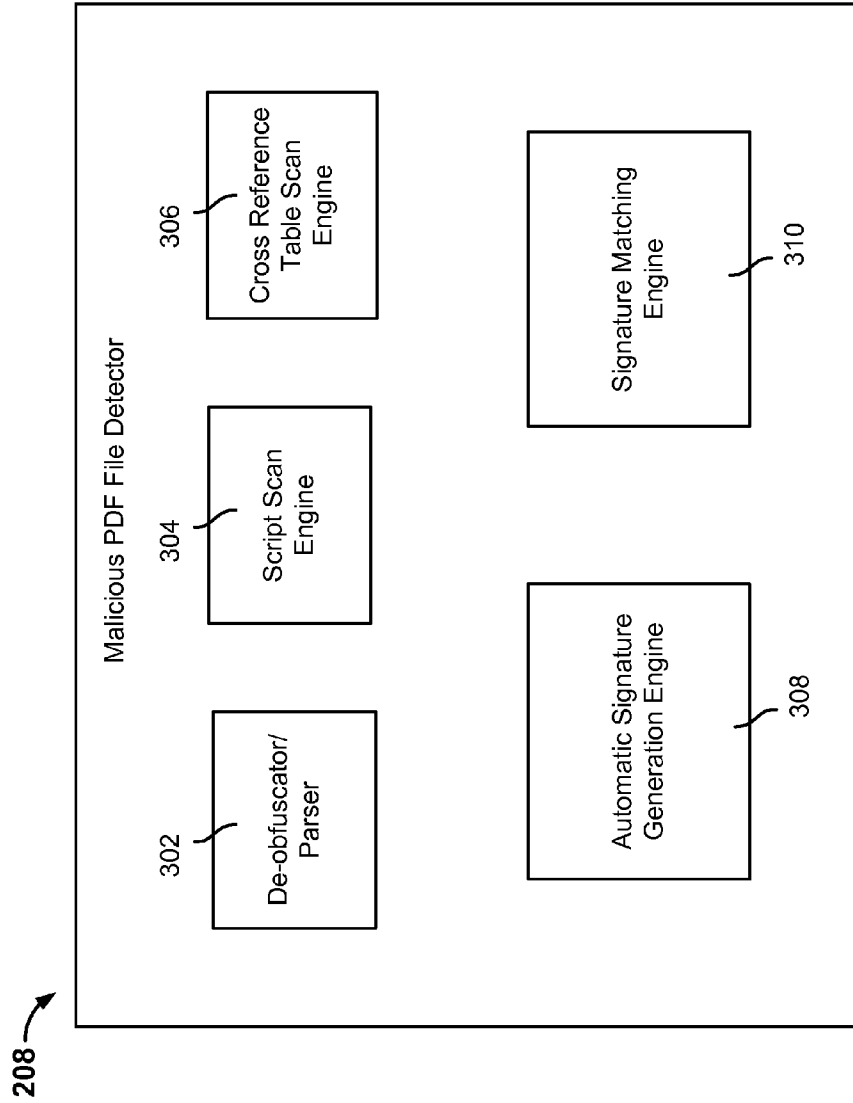 208
Malicious PDF File Detector
302
304
306
De-obfuscator/
Parser
Script Scan
Engine
Cross Reference
Table Scan
Engine
Automatic Signature
Generation Engine
308
Signature Matching
Engine
310